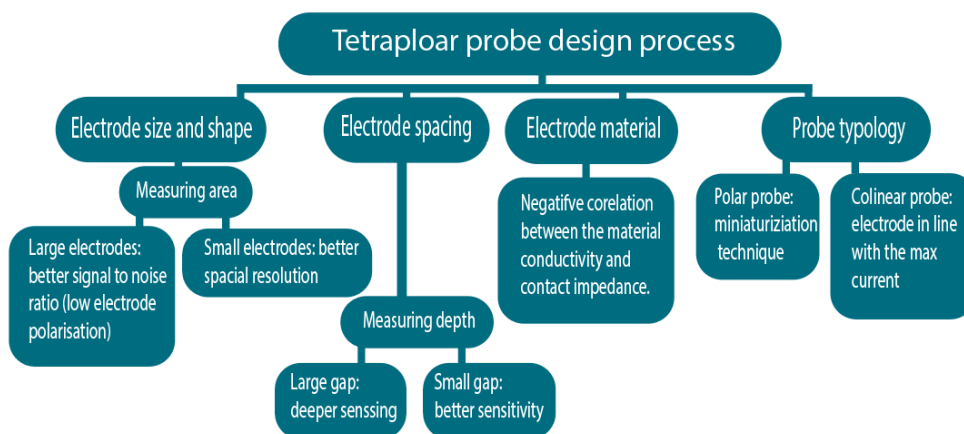 Tetraploar probe design process
Electrode size and shape
Electrode spacing
Electrode material
Probe typology
Measuring area
Large electrodes:
better signal to noise
ratio (low electrode
polarisation)
Small electrodes: better
spacial resolution
Measuring depth
Large gap:
deeper senssing
Small gap:
better sensitivity
Negatifve corelation
between the material
conductivity and
contact impedance.
Polar probe:
miniaturiziation
technique
Colinear probe:
electrode in line
with the max
current